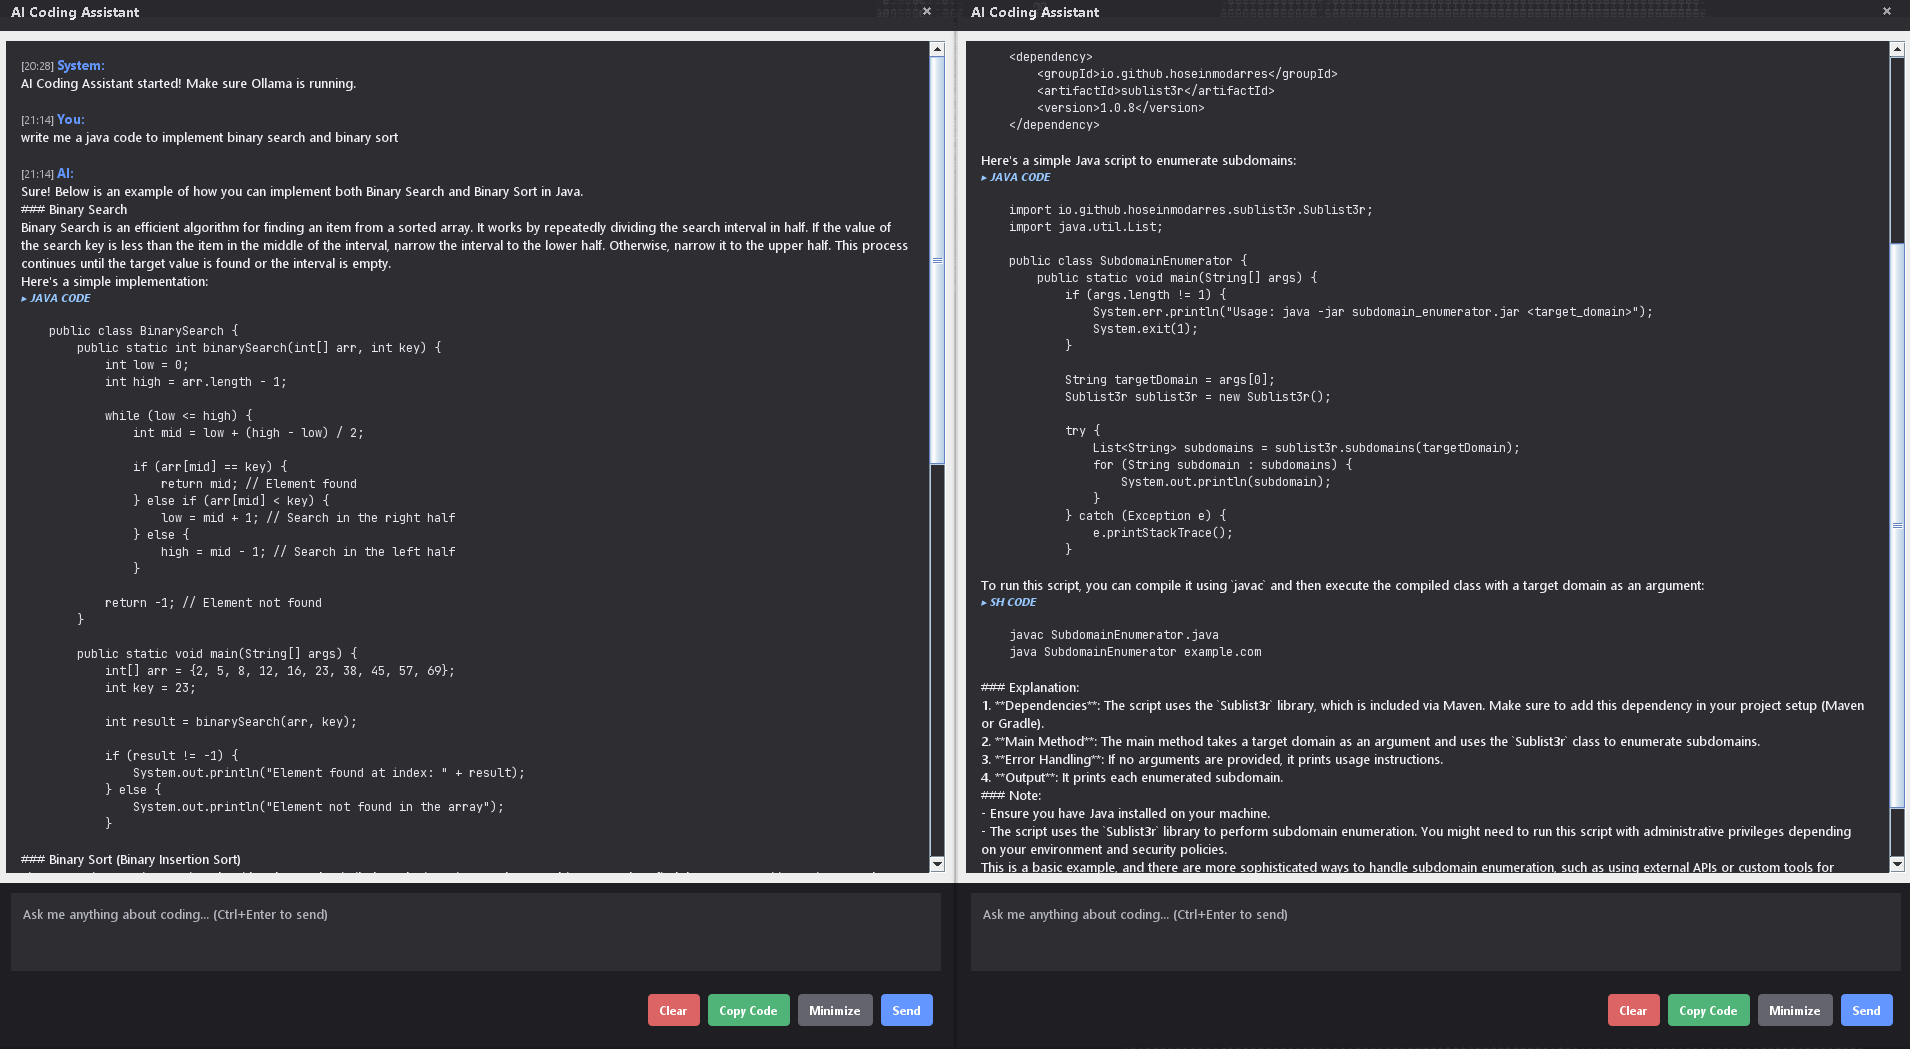 AI Coding Assistant
×
[20:28] System:
AI Coding Assistant started! Make sure Ollama is running.
[21:14] You:
write me a java code to implement binary search and binary sort
[21:14] AI:
Sure! Below is an example of how you can implement both Binary Search and Binary Sort in Java.
### Binary Search
Binary Search is an efficient algorithm for finding an item from a sorted array. It works by repeatedly dividing the search interval in half. If the value of
the search key is less than the item in the middle of the interval, narrow the interval to the lower half. Otherwise, narrow it to the upper half. This process
continues until the target value is found or the interval is empty.
Here's a simple implementation:
▸ JAVA CODE
public class BinarySearch {
public static int binarySearch(int[] arr, int key) {
int low = 0;
int high = arr.length - 1;
while (low <= high) {
int mid = low + (high - low) / 2;
if (arr[mid] == key) {
return mid; // Element found
} else if (arr[mid] < key) {
low = mid + 1; // Search in the right half
} else {
high = mid - 1; // Search in the left half
}
return -1; // Element not found
}
public static void main(String[] args) {
int[] arr = {2, 5, 8, 12, 16, 23, 38, 45, 57, 69};
int key = 23;
int result = binarySearch(arr, key);
if (result != -1) {
System.out.println("Element found at index: " + result);
} else {
System.out.println("Element not found in the array");
}
### Binary Sort (Binary Insertion Sort)
Ask me anything about coding... (Ctrl+Enter to send)
Clear
Copy Code
Minimize
Send
AI Coding Assistant
×
<dependency>
<groupId>io.github.hoseinmodarres</groupId>
<artifactId>sublist3r</artifactId>
<version>1.0.8</version>
</dependency>
Here's a simple Java script to enumerate subdomains:
▸ JAVA CODE
import io.github.hoseinmodarres.sublist3r.Sublist3r;
import java.util.List;
public class SubdomainEnumerator {
public static void main(String[] args) {
if (args.length != 1) {
System.err.println("Usage: java -jar subdomain_enumerator.jar <target_domain>");
System.exit(1);
}
String targetDomain = args[0];
Sublist3r sublist3r = new Sublist3r();
try {
List<String> subdomains = sublist3r.subdomains(targetDomain);
for (String subdomain : subdomains) {
System.out.println(subdomain);
}
} catch (Exception e) {
e.printStackTrace();
}
To run this script, you can compile it using `javac` and then execute the compiled class with a target domain as an argument:
▸ SH CODE
javac SubdomainEnumerator.java
java SubdomainEnumerator example.com
### Explanation:
1. **Dependencies**: The script uses the `Sublist3r` library, which is included via Maven. Make sure to add this dependency in your project setup (Maven
or Gradle).
2. **Main Method**: The main method takes a target domain as an argument and uses the `Sublist3r` class to enumerate subdomains.
3. **Error Handling**: If no arguments are provided, it prints usage instructions.
4. **Output**: It prints each enumerated subdomain.
### Note:
- Ensure you have Java installed on your machine.
- The script uses the `Sublist3r` library to perform subdomain enumeration. You might need to run this script with administrative privileges depending
on your environment and security policies.
This is a basic example, and there are more sophisticated ways to handle subdomain enumeration, such as using external APIs or custom tools for
Ask me anything about coding... (Ctrl+Enter to send)
Clear
Copy Code
Minimize
Send